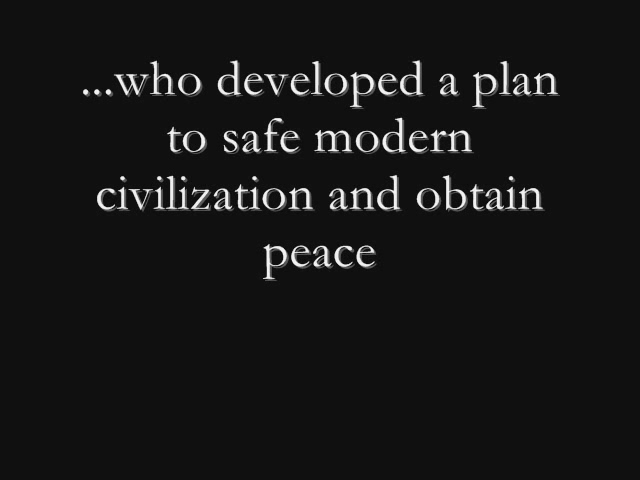 ...who developed a plan
to safe modern
civilization and obtain
peace